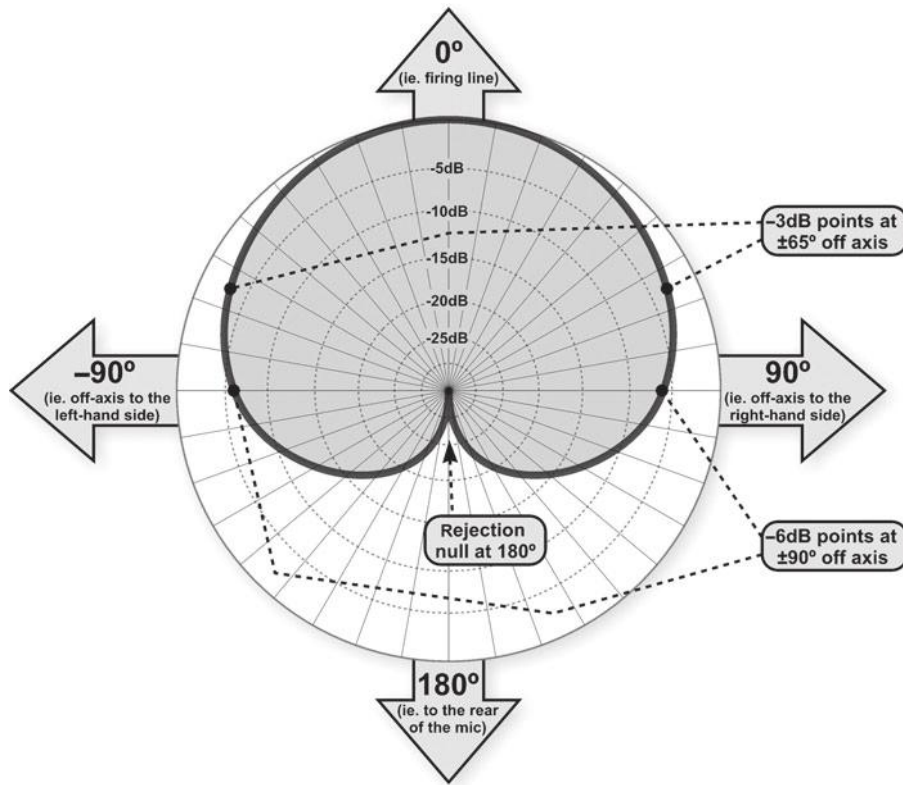 0º
(ie. firing line)
-5dB
-10dB
-15dB
-20dB
-25dB
–3dB points at
±65º off axis
–90º
(ie. off-axis to the
left-hand side)
90º
(ie. off-axis to the
right-hand side)
Rejection
null at 180º
–6dB points at
±90º off axis
180º
(ie. to the rear
of the mic)